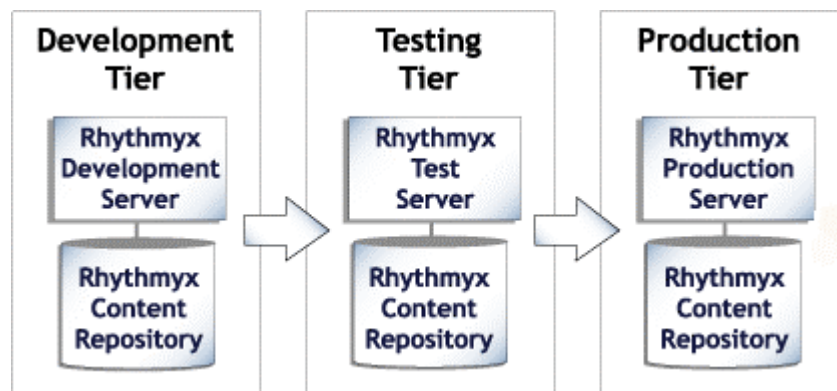 Development
Tier
Rhythmyx
Development
Server
Rhythmyx
Content
Repository
Testing
Tier
Rhythmyx
Test
Server
Rhythmyx
Content
Repository
Production
Tier
Rhythmyx
Production
Server
Rhythmyx
Content
Repository